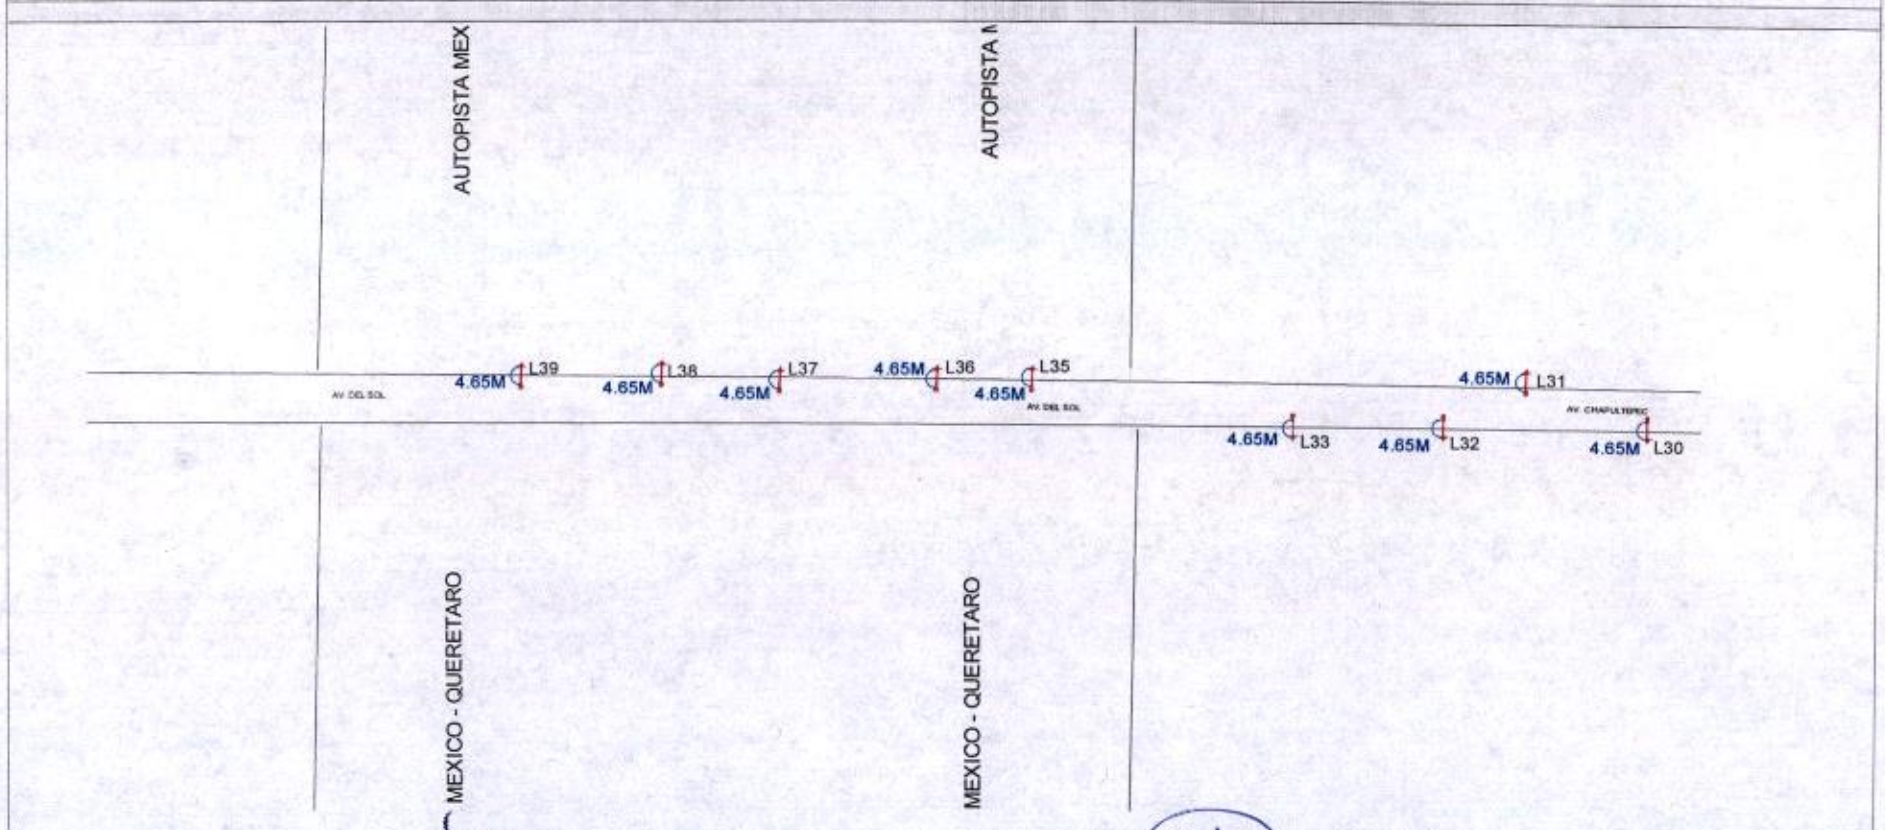 AUTOPISTA MEX
AUTOPISTA M
L39
4.65M
L38
4.65M
L37
4.65M
4.65M
L36
L35
4.65M
4.65M
L31
AV. DEL SOL
AV. DEL SOL
AV. CHAPULTEPEC
4.65M
L33
4.65M
L32
4.65M
L30
MEXICO - QUERETARO
MEXICO - QUERETARO